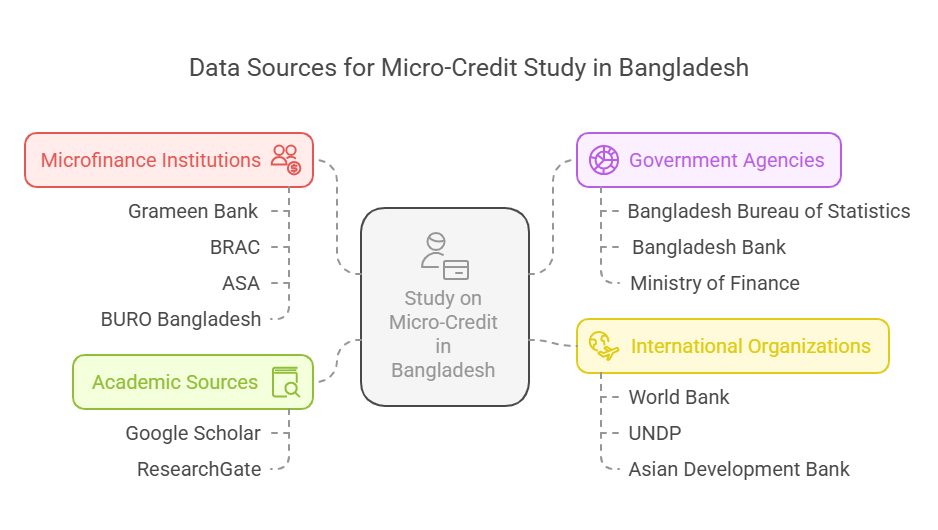 Data Sources for Micro-Credit Study in Bangladesh
Microfinance Institutions
Grameen Bank
BRAC
ASA
BURO Bangladesh
Academic Sources
Google Scholar
ResearchGate
Study on
Micro-Credit
in
Bangladesh
Government Agencies
Bangladesh Bureau of Statistics
Bangladesh Bank
Ministry of Finance
International Organizations
World Bank
UNDP
Asian Development Bank